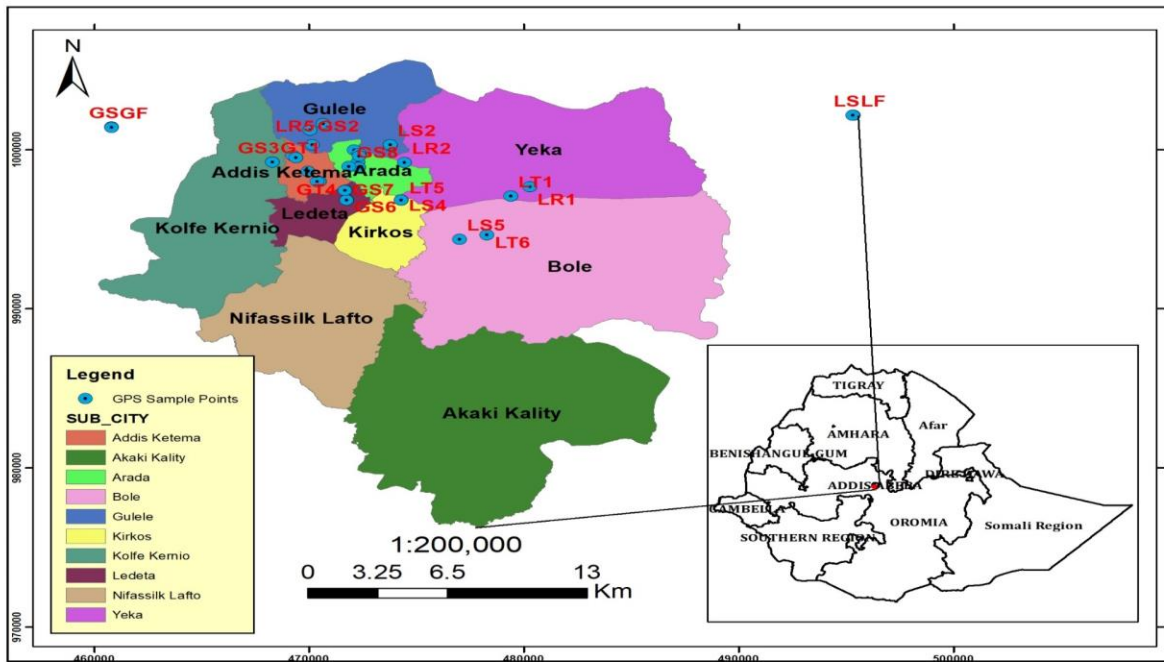 460000 470000 480000 490000 500000
N
GSGF
LSLF
Gulele
LR5 GS2
LS2
GS3 GT1
GS8
LR2
Yeka
Addis Ketema
Arada
GT4
GS7
LT5
LT1
LR1
GS6
LS4
Ledeta
Kolfe Kernio
Kirkos
LS5
LT6
Bole
Nifassilk Lafto
Akaki Kality
1000000
990000
980000
970000
Legend
GPS Sample Points
SUB_CITY
Addis Ketema
Akaki Kality
Arada
Bole
Gulele
Kirkos
Kolfe Kernio
Ledeta
Nifassilk Lafto
Yeka
1:200,000
0 3.25 6.5 13
Km
TIGRAY
Afar
AMHARA
BENISHANGUL GUM
ADDIS
OROMIA
Somali Region
SOUTHERN REGION